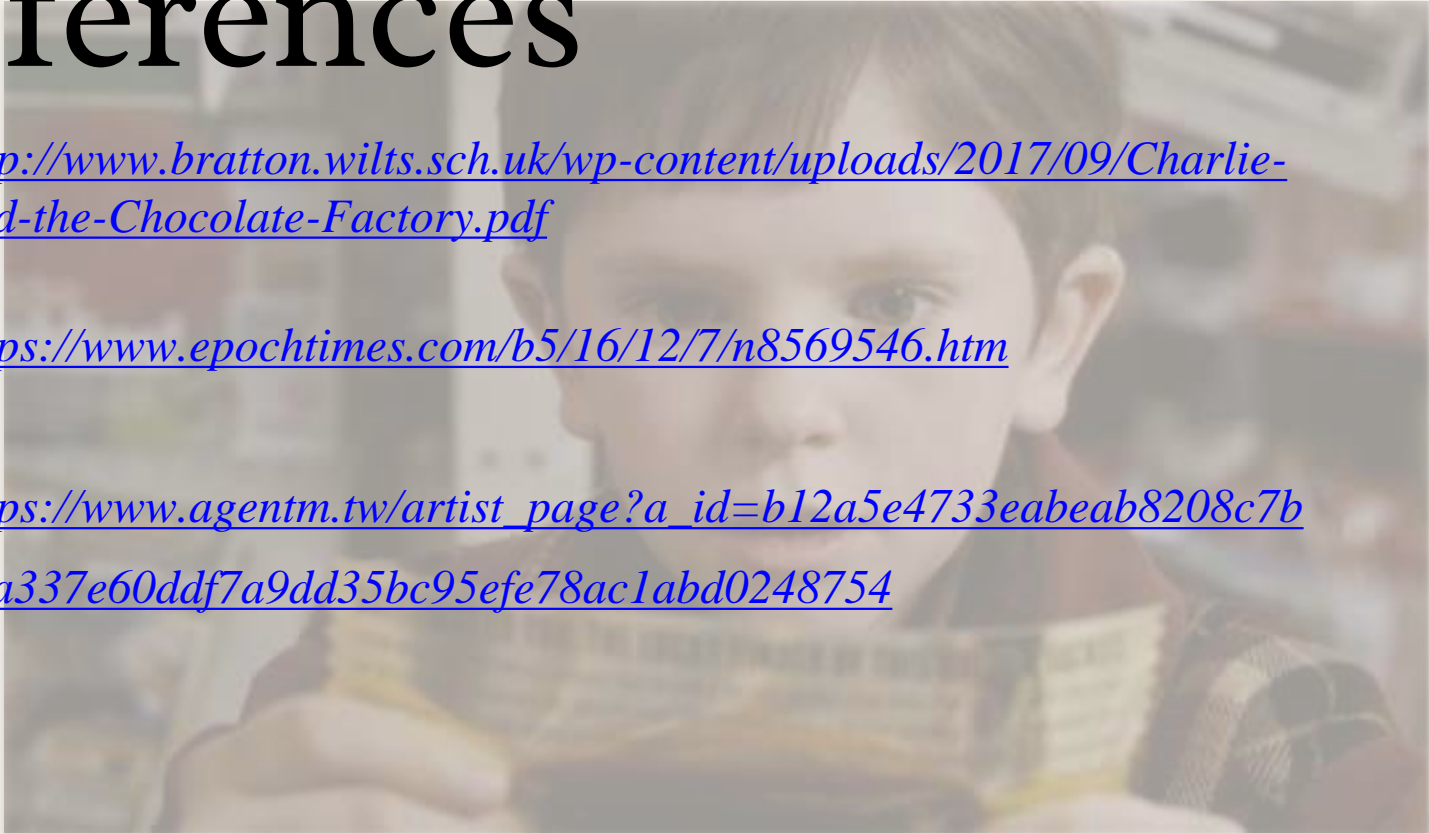 ferences
p://www.bratton.wilts.sch.uk/wp-content/uploads/2017/09/Charlie-
d-the-Chocolate-Factory.pdf
ps://www.epochtimes.com/b5/16/12/7/n8569546.htm
ps://www.agentm.tw/artist_page?a_id=b12a5e4733eabeab8208c7b
a337e60ddf7a9dd35bc95efe78ac1abd0248754